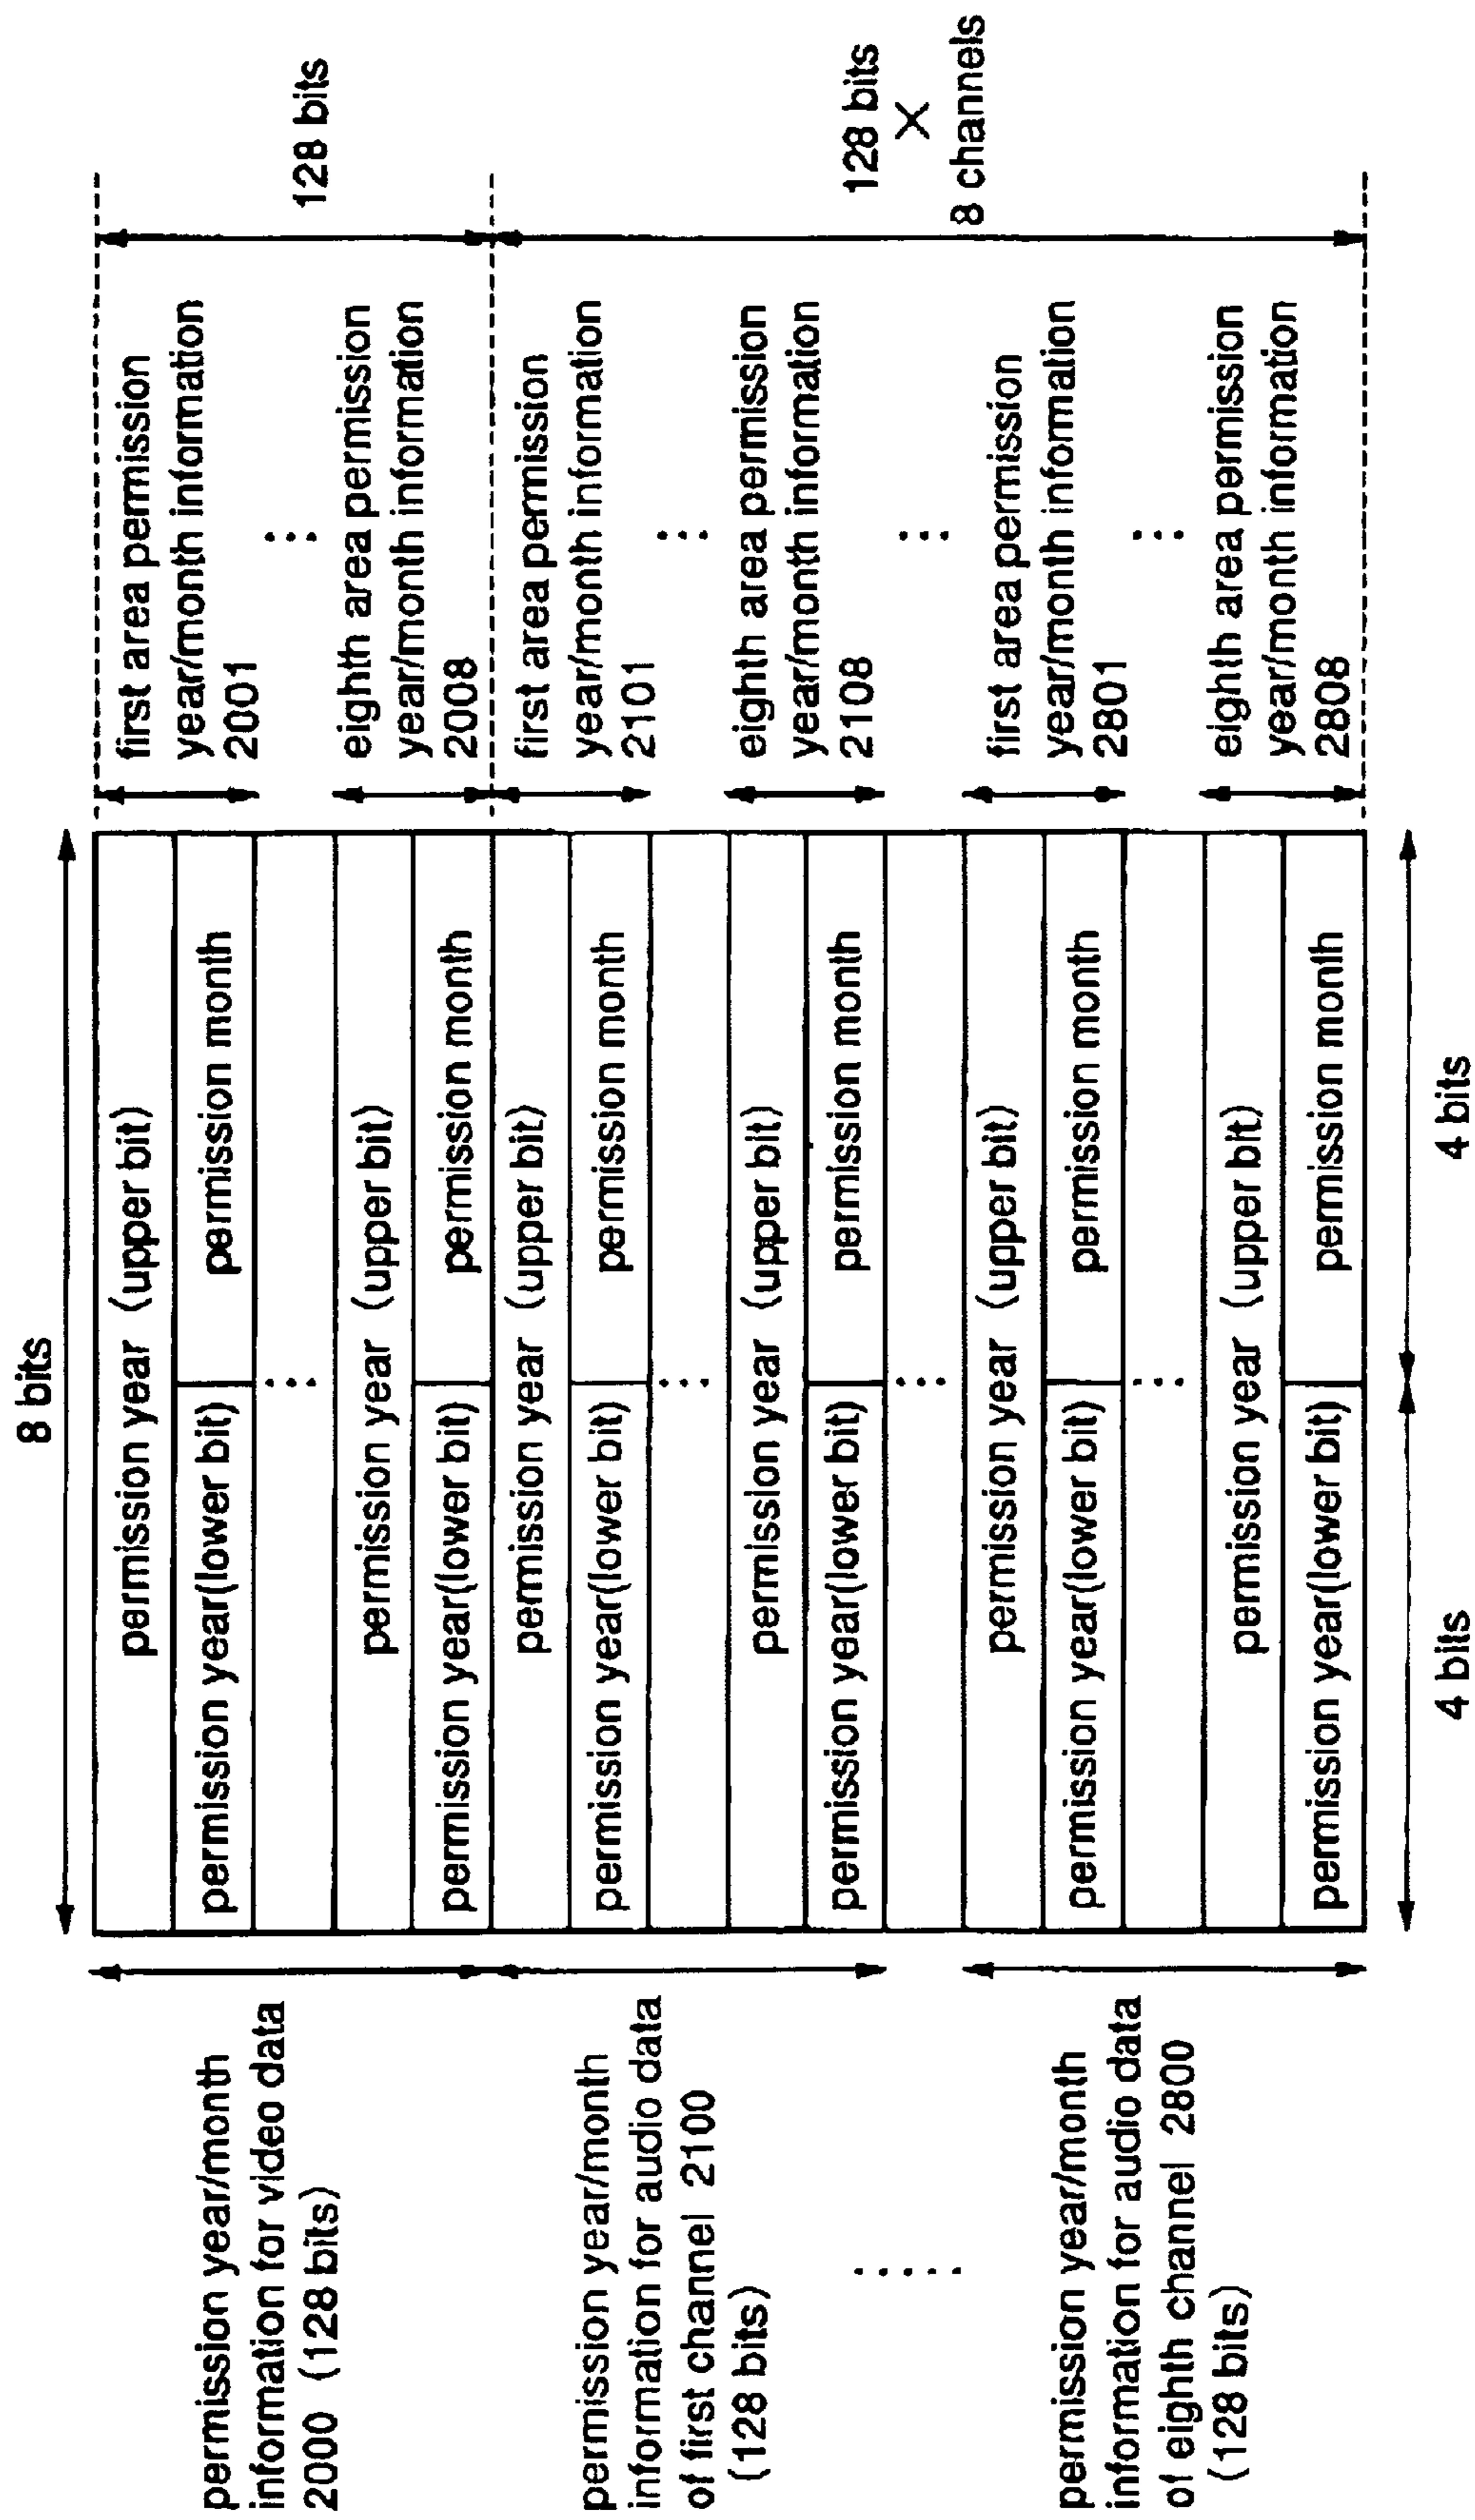 8 bits
permission year/month
information for video data
2000 (128 bits)
permission year (upper bit)
permission year(lower bit) permission month
⋮
permission year (upper bit)
permission year(lower bit) permission month
first area permission
year/month information
2001
⋮
eighth area permission
year/month information
2008
128 bits
permission year/month
information for audio data
of first channel 2100
(128 bits)
permission year (upper bit)
permission year(lower bit) permission month
⋮
permission year (upper bit)
permission year(lower bit) permission month
first area permission
year/month information
2101
⋮
eighth area permission
year/month information
2108
⋮
permission year/month
information for audio data
of eighth channel 2800
(128 bits)
permission year (upper bit)
permission year(lower bit) permission month
⋮
permission year (upper bit)
permission year(lower bit) permission month
first area permission
year/month information
2801
⋮
eighth area permission
year/month information
2808
128 bits
×
8 channels
4 bits
4 bits